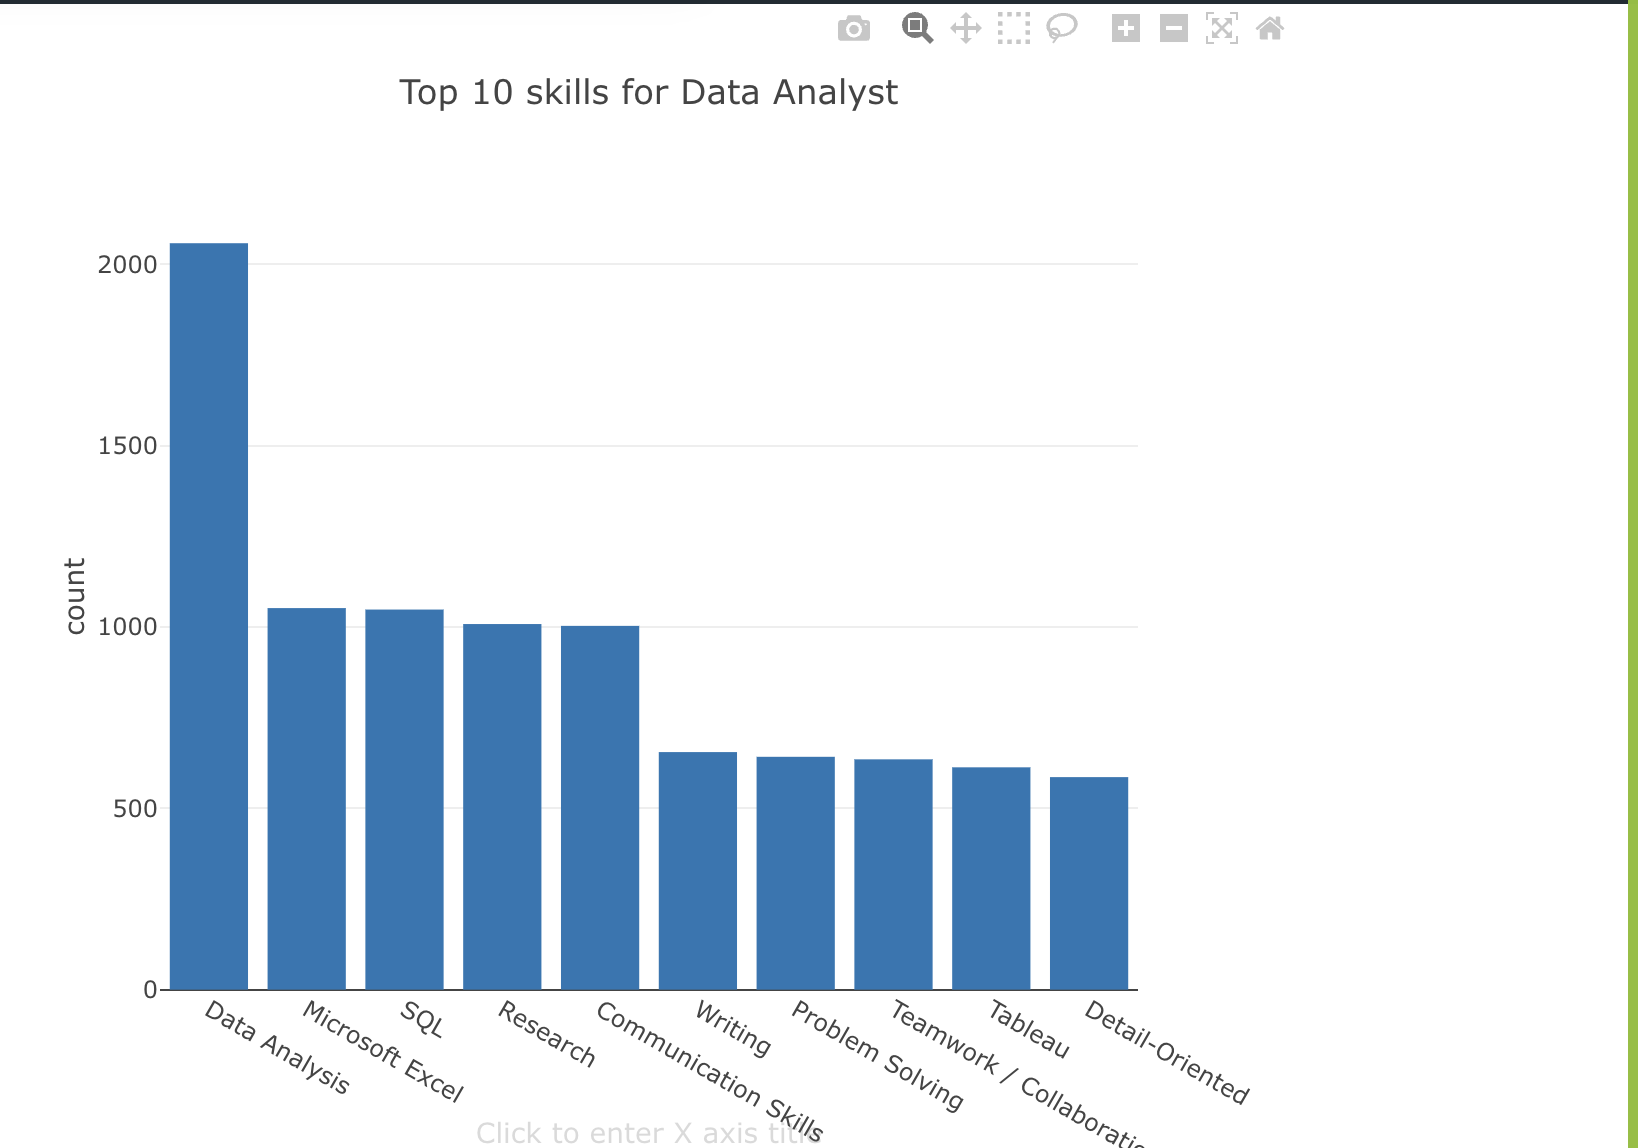 Top 10 skills for Data Analyst
2000
1500
1000
500
0
count
Data Analysis
Microsoft Excel
SQL
Research
Communication Skills
Writing
Problem Solving
Teamwork / Collaboratio
Tableau
Detail-Oriented
Click to enter X axis title